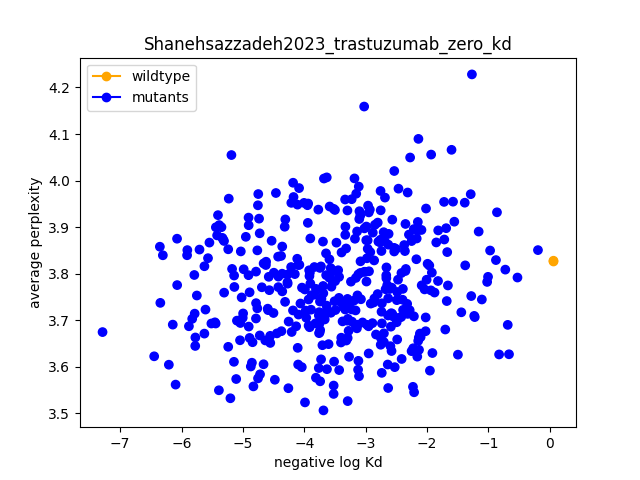 Shanehsazzadeh2023_trastuzumab_zero_kd
wildtype
mutants
4.2
4.1
4.0
3.9
3.8
3.7
3.6
3.5
average perplexity
−7 −6 −5 −4 −3 −2 −1 0
negative log Kd